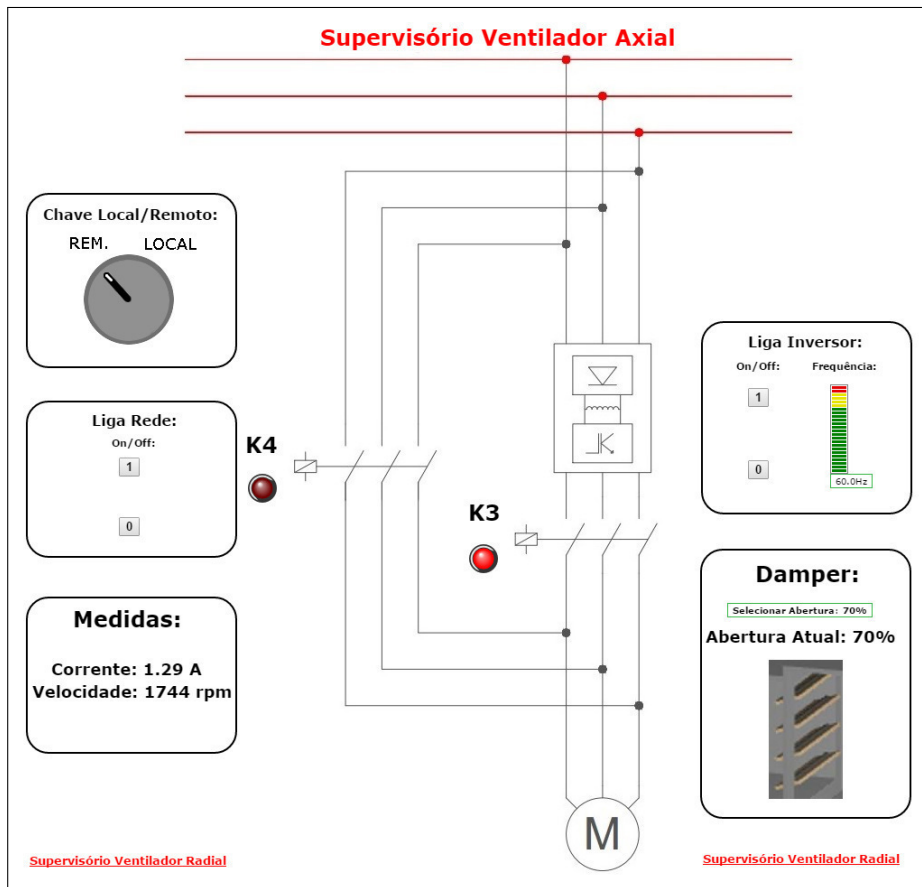 Supervisório Ventilador Axial
Chave Local/Remoto:
REM. LOCAL
Liga Rede:
On/Off:
1
0
K4
K3
Liga Inversor:
On/Off: Frequência:
1
0
60.0Hz
Medidas:
Corrente: 1.29 A
Velocidade: 1744 rpm
Damper:
Selecionar Abertura: 70%
Abertura Atual: 70%
M
Supervisório Ventilador Radial
Supervisório Ventilador Radial